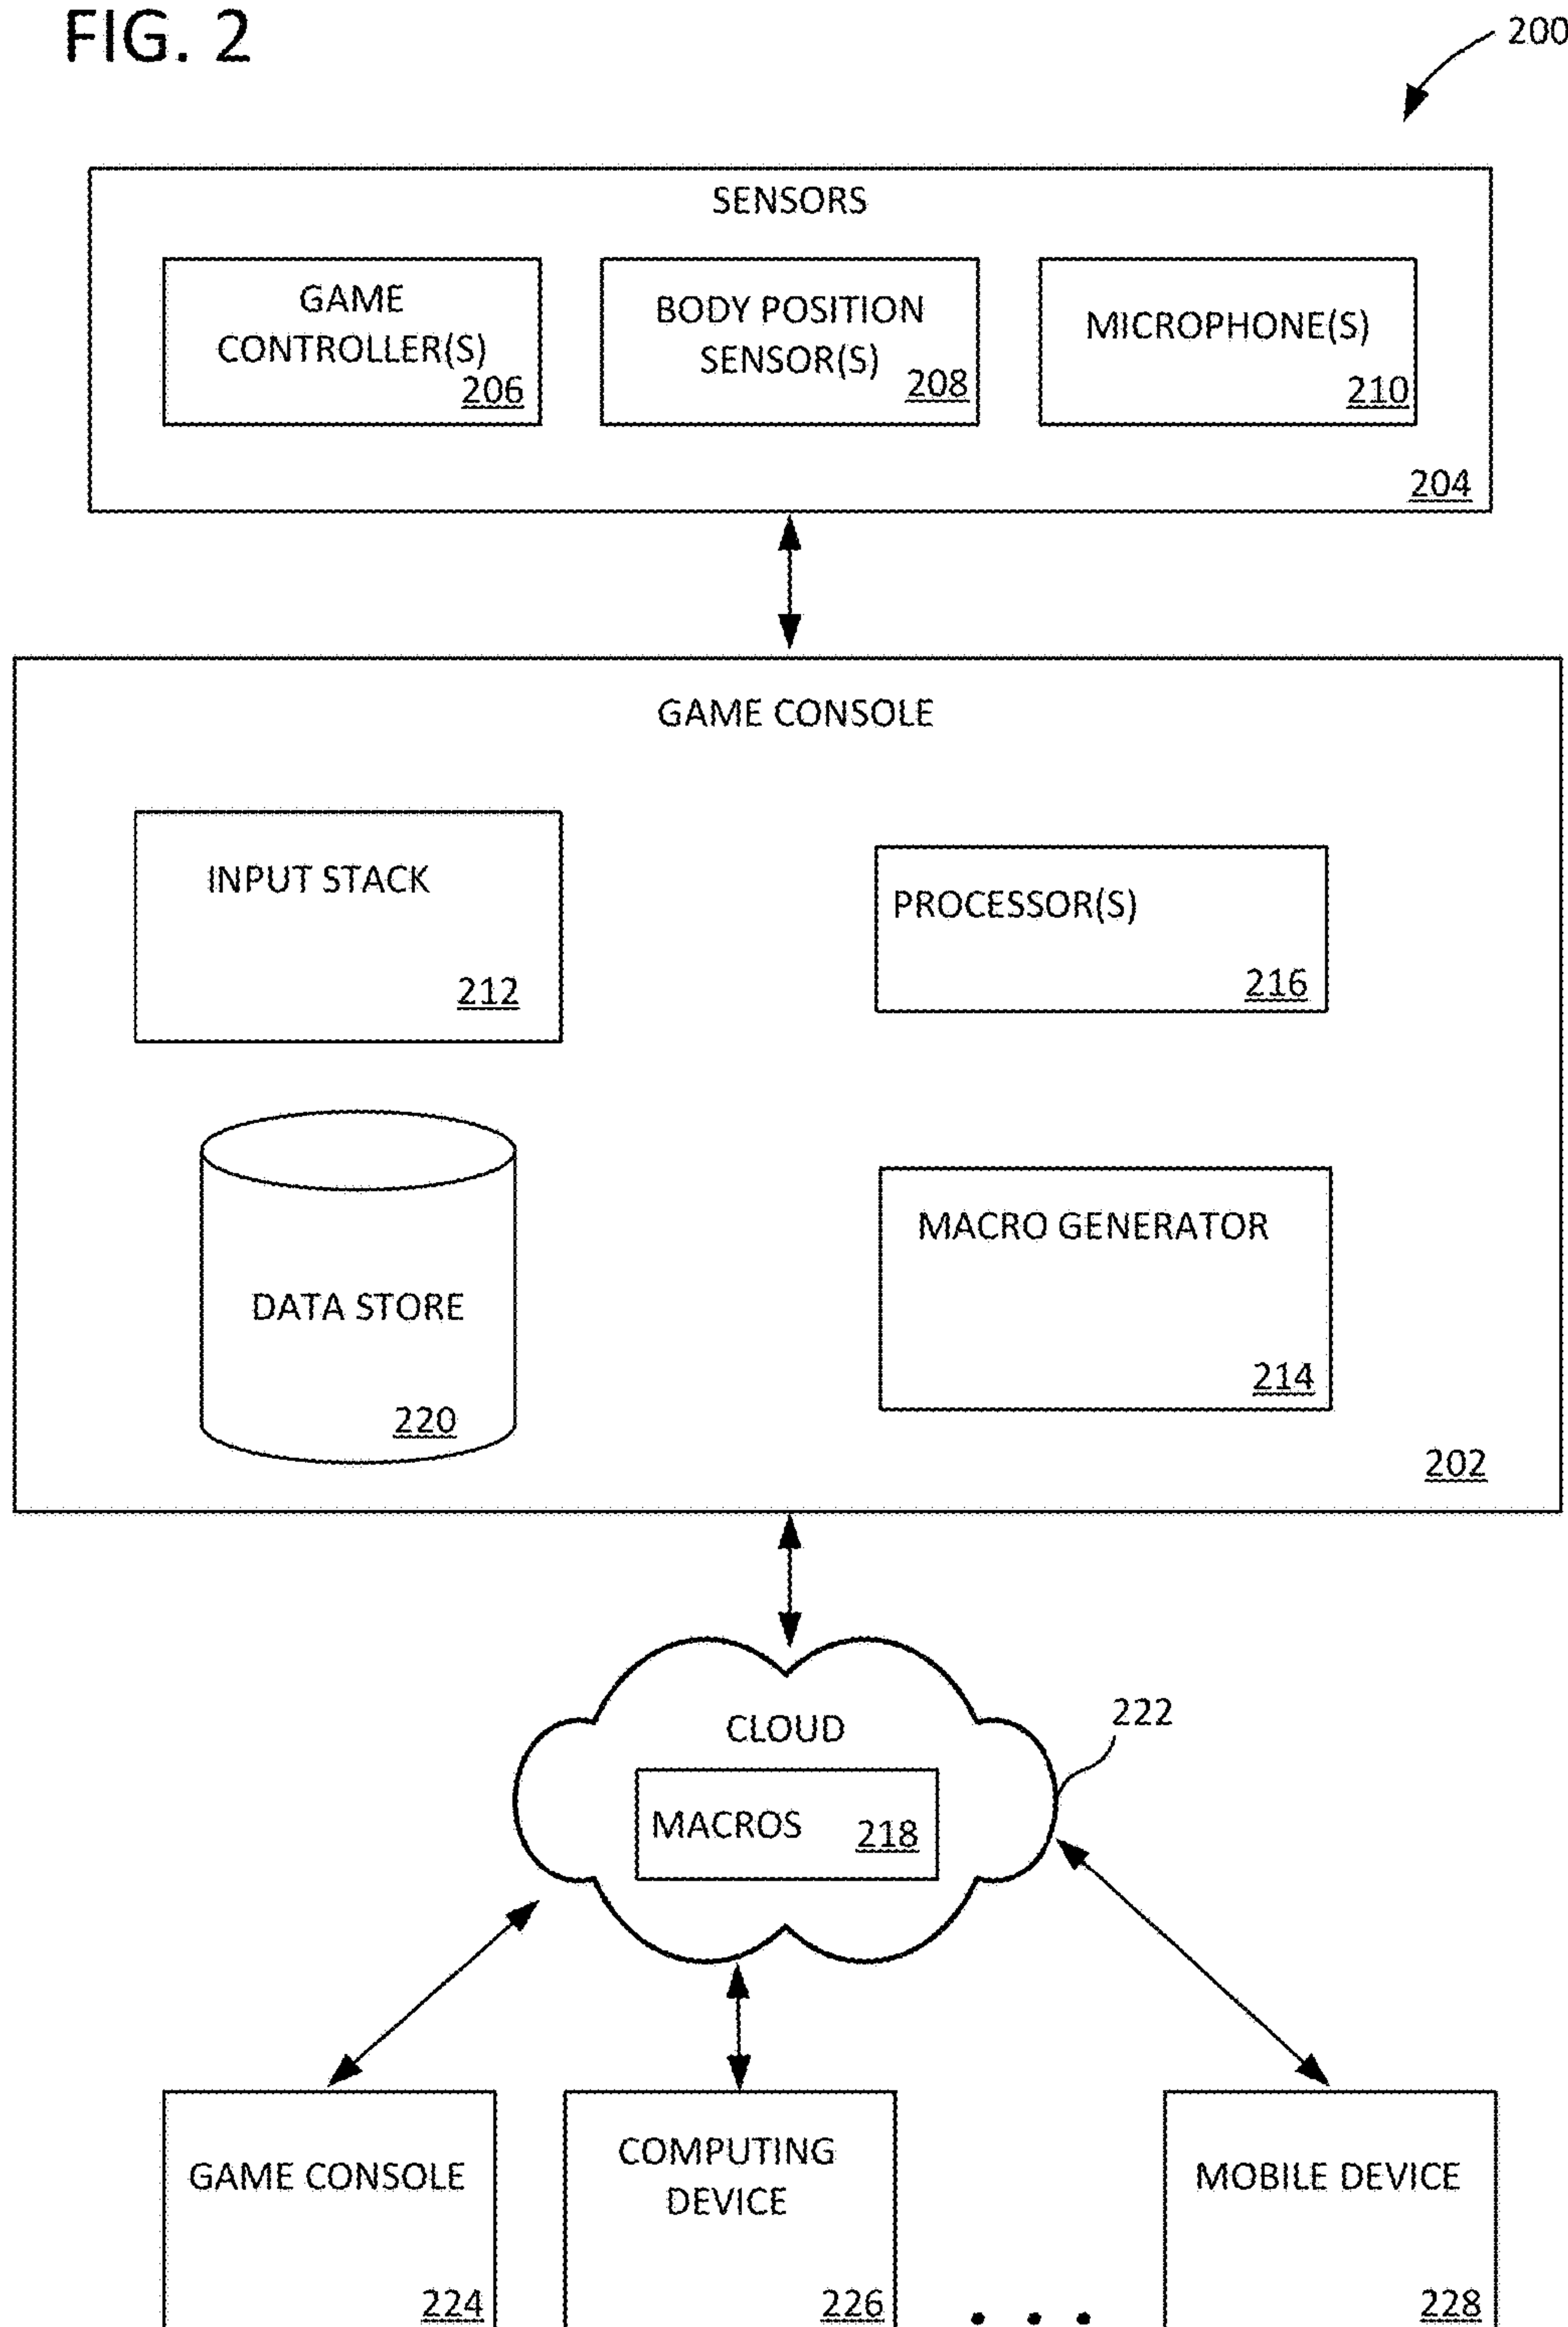 FIG. 2
200
SENSORS
GAME
CONTROLLER(S)
206
BODY POSITION
SENSOR(S)
208
MICROPHONE(S)
210
204
GAME CONSOLE
INPUT STACK
212
PROCESSOR(S)
216
DATA STORE
220
MACRO GENERATOR
214
202
CLOUD
222
MACROS
218
GAME CONSOLE
224
COMPUTING
DEVICE
226
• • •
MOBILE DEVICE
228